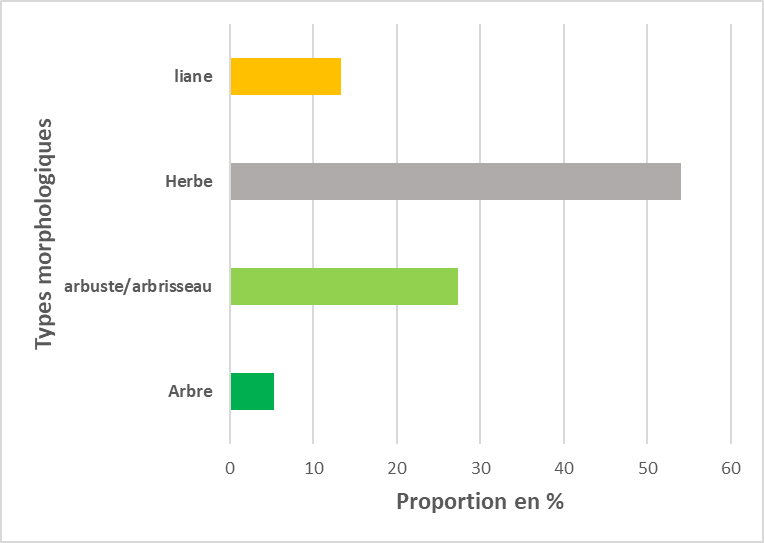 Types morphologiques
liane
Herbe
arbuste/arbrisseau
Arbre
0 10 20 30 40 50 60
Proportion en %